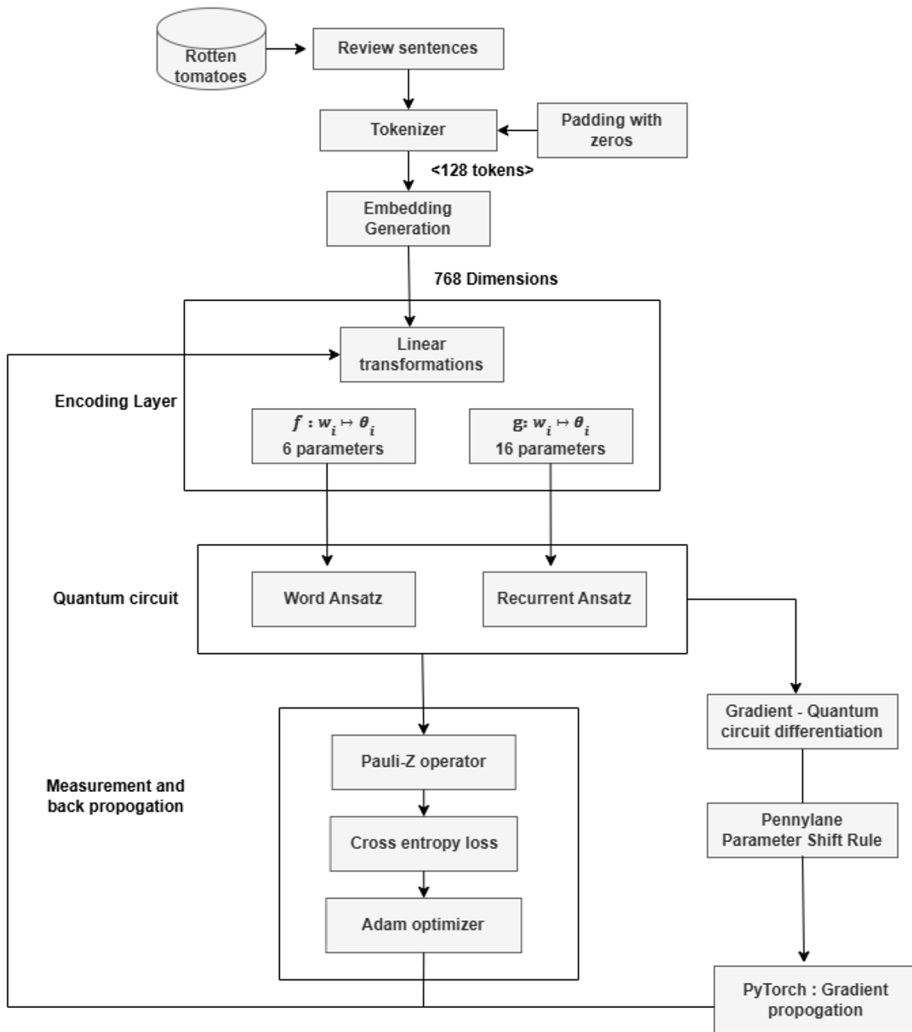 Rotten
tomatoes
Review sentences
Tokenizer
Padding with
zeros
<128 tokens>
Embedding
Generation
768 Dimensions
Linear
transformations
Encoding Layer
f : wᵢ ↦ θᵢ
6 parameters
g: wᵢ ↦ θᵢ
16 parameters
Quantum circuit
Word Ansatz
Recurrent Ansatz
Gradient - Quantum
circuit differentiation
Measurement and
back propogation
Pauli-Z operator
Pennylane
Parameter Shift Rule
Cross entropy loss
Adam optimizer
PyTorch : Gradient
propogation